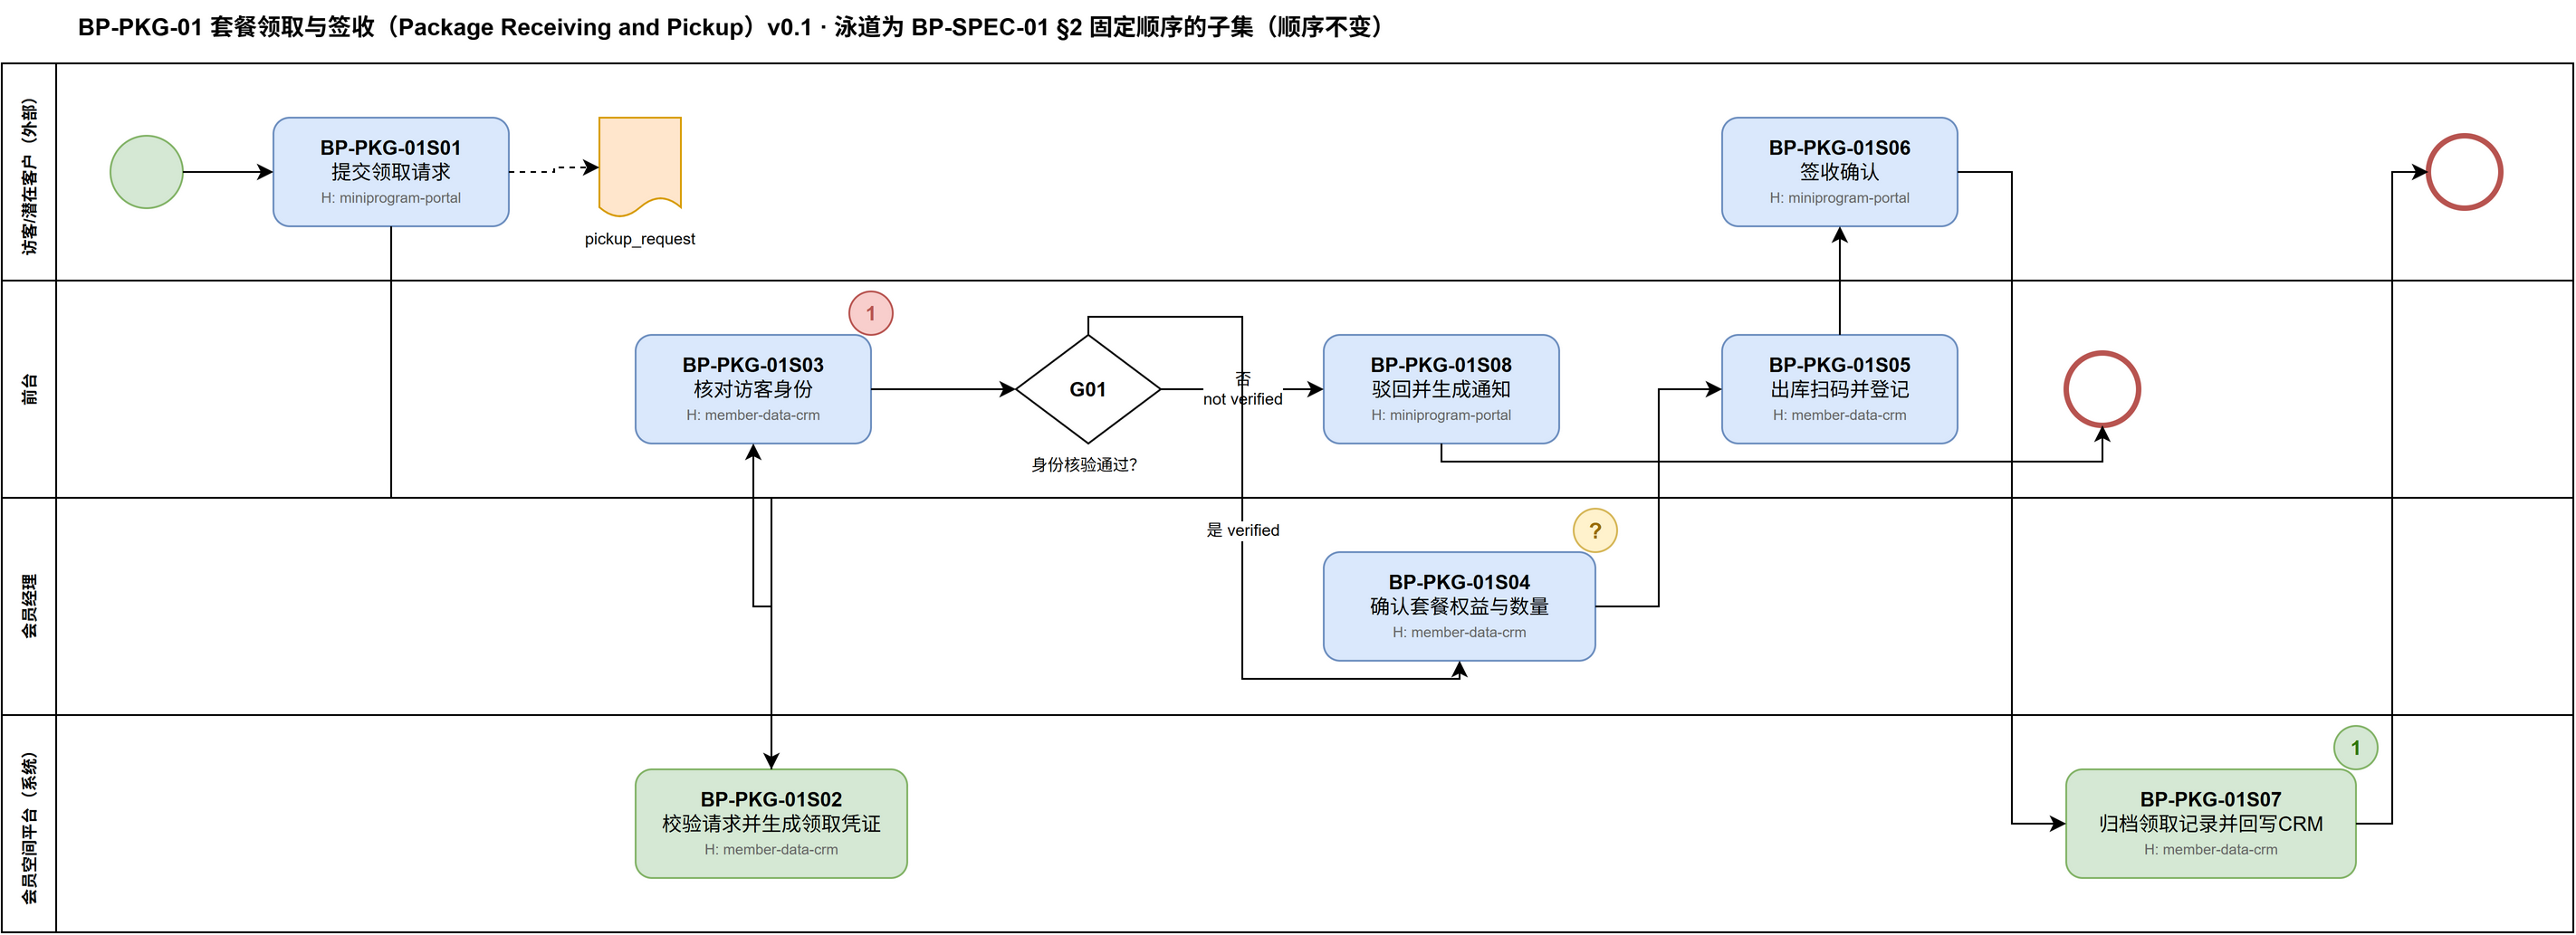 BP-PKG-01 套餐领取与签收（Package Receiving and Pickup）v0.1 · 泳道为 BP-SPEC-01 §2 固定顺序的子集（顺序不变）
访客/潜在客户（外部）
BP-PKG-01S01
提交领取请求
H: miniprogram-portal
pickup_request
BP-PKG-01S06
签收确认
H: miniprogram-portal
前台
1
BP-PKG-01S03
核对访客身份
H: member-data-crm
G01
身份核验通过？
否
not verified
BP-PKG-01S08
驳回并生成通知
H: miniprogram-portal
BP-PKG-01S05
出库扫码并登记
H: member-data-crm
会员经理
是 verified
?
BP-PKG-01S04
确认套餐权益与数量
H: member-data-crm
会员空间平台（系统）
BP-PKG-01S02
校验请求并生成领取凭证
H: member-data-crm
1
BP-PKG-01S07
归档领取记录并回写CRM
H: member-data-crm